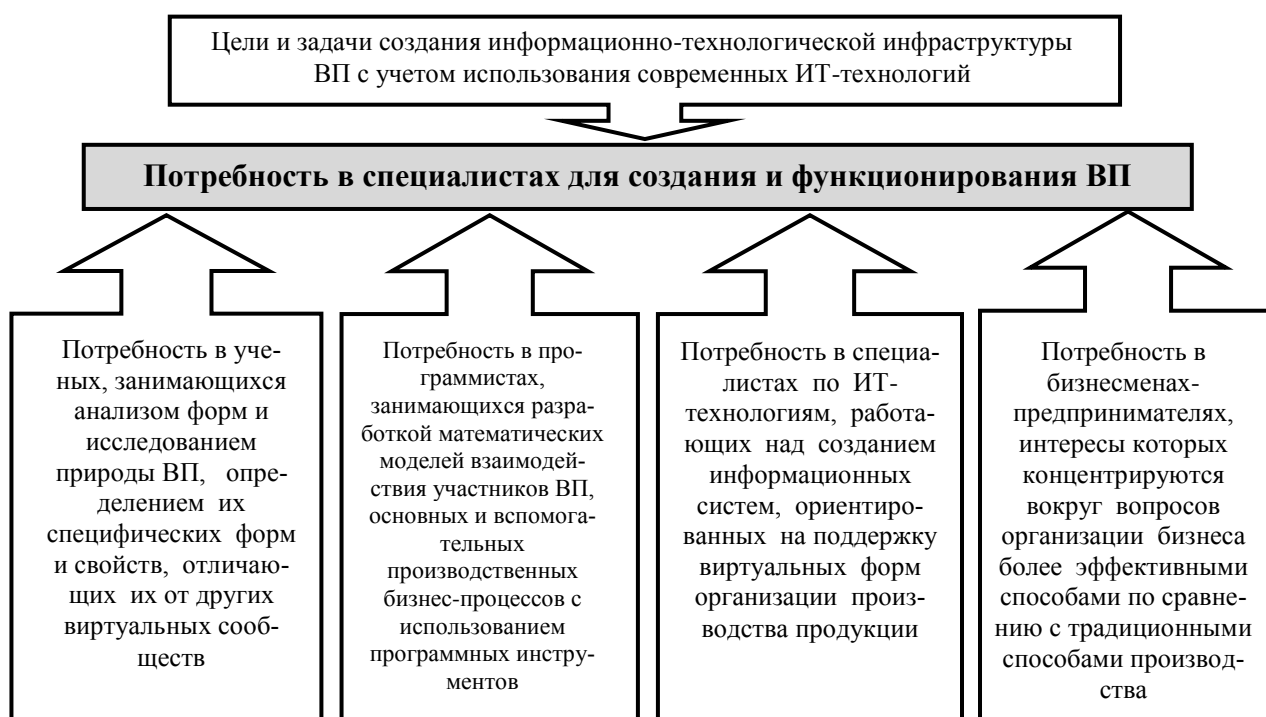 Цели и задачи создания информационно-технологической инфраструктуры
ВП с учетом использования современных ИТ-технологий
Потребность в специалистах для создания и функционирования ВП
Потребность в уче-
ных, занимающихся
анализом форм и
исследованием
природы ВП, опре-
делением их
специфических форм
и свойств, отличаю-
щих их от других
виртуальных сооб-
ществ
Потребность в про-
граммистах,
занимающихся разра-
боткой математических
моделей взаимодей-
ствия участников ВП,
основных и вспомога-
тельных
производственных
бизнес-процессов с
использованием
программных инстру-
ментов
Потребность в специа-
листах по ИТ-
технологиям, работа-
ющих над созданием
информационных
систем, ориентиро-
ванных на поддержку
виртуальных форм
организации произ-
водства продукции
Потребность в
бизнесменах-
предпринимателях,
интересы которых
концентрируются
вокруг вопросов
организации бизнеса
более эффективными
способами по сравне-
нию с традиционными
способами производ-
ства